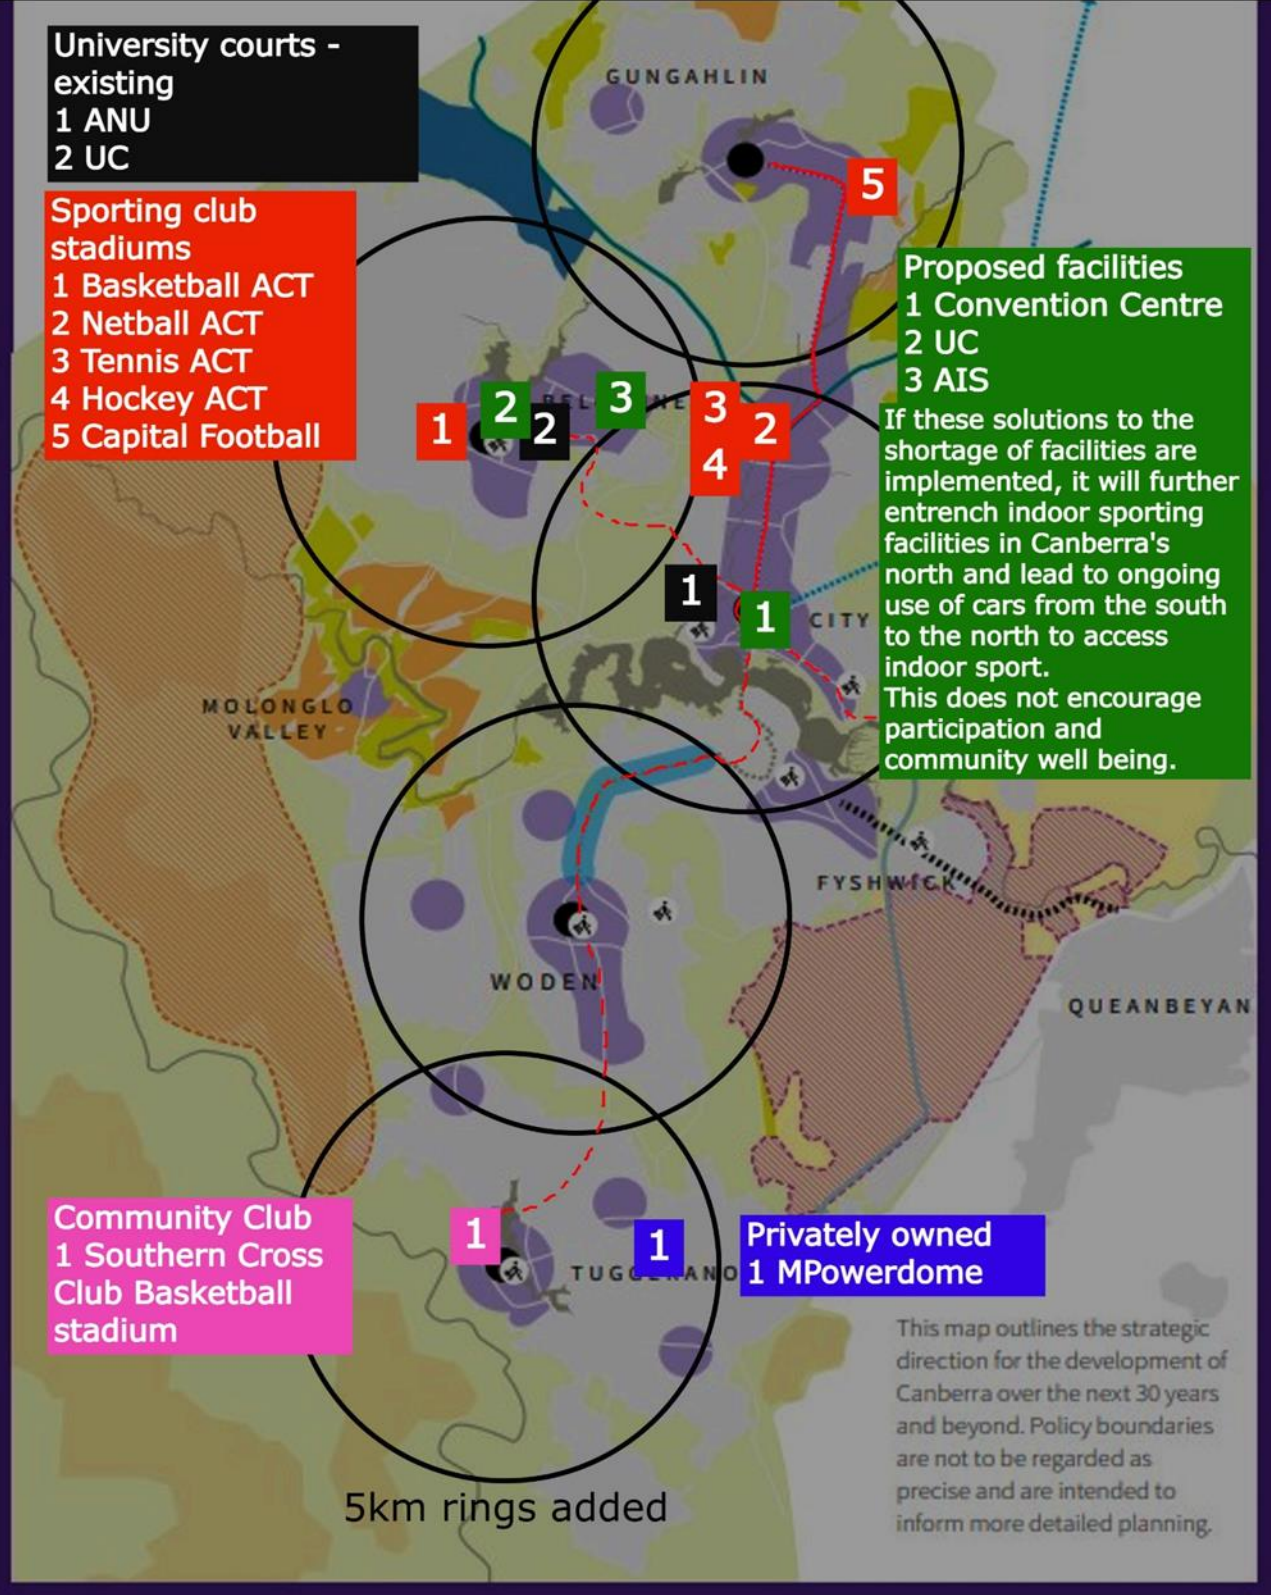 University courts -
existing
1 ANU
2 UC
Sporting club
stadiums
1 Basketball ACT
2 Netball ACT
3 Tennis ACT
4 Hockey ACT
5 Capital Football
GUNGAHLIN
5
Proposed facilities
1 Convention Centre
2 UC
3 AIS
If these solutions to the
shortage of facilities are
implemented, it will further
entrench indoor sporting
facilities in Canberra's
north and lead to ongoing
use of cars from the south
to the north to access
indoor sport.
This does not encourage
participation and
community well being.
1
2
2
3
3
2
4
1
1
CITY
MOLONGLO
VALLEY
FYSHWICK
WODEN
QUEANBEYAN
Community Club
1 Southern Cross
Club Basketball
stadium
1
1
Privately owned
1 MPowerdome
This map outlines the strategic
direction for the development of
Canberra over the next 30 years
and beyond. Policy boundaries
are not to be regarded as
precise and are intended to
inform more detailed planning.
5km rings added